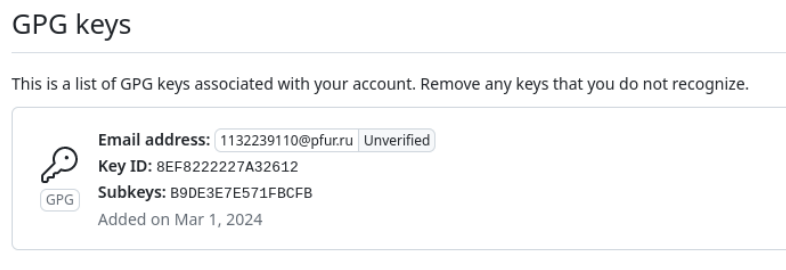 GPG keys
This is a list of GPG keys associated with your account. Remove any keys that you do not recognize.
Email address: 1132239110@pfur.ru Unverified
Key ID: 8EF8222227A32612
GPG
Subkeys: B9DE3E7E571FBCFB
Added on Mar 1, 2024